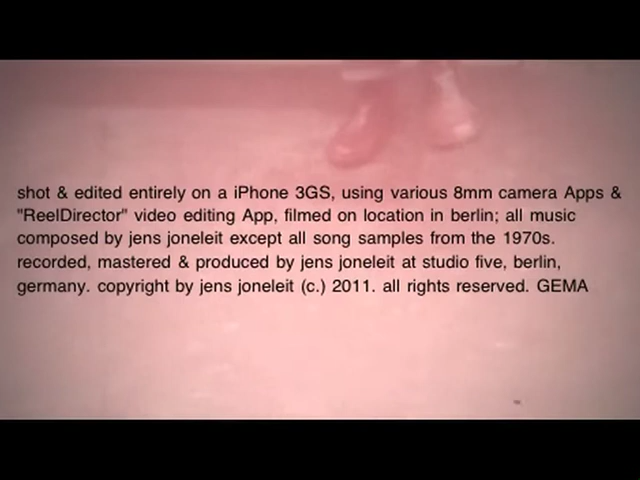 shot & edited entirely on a iPhone 3GS, using various 8mm camera Apps &
"ReelDirector" video editing App, filmed on location in berlin; all music
composed by jens joneleit except all song samples from the 1970s.
recorded, mastered & produced by jens joneleit at studio five, berlin,
germany. copyright by jens joneleit (c.) 2011. all rights reserved. GEMA